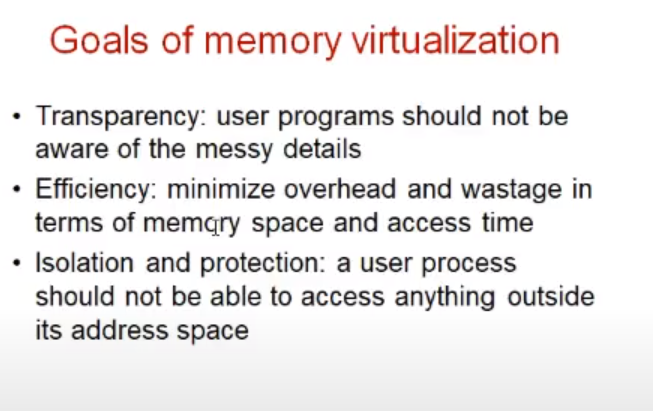 Goals of memory virtualization
• Transparency: user programs should not be
aware of the messy details
• Efficiency: minimize overhead and wastage in
terms of memory space and access time
• Isolation and protection: a user process
should not be able to access anything outside
its address space